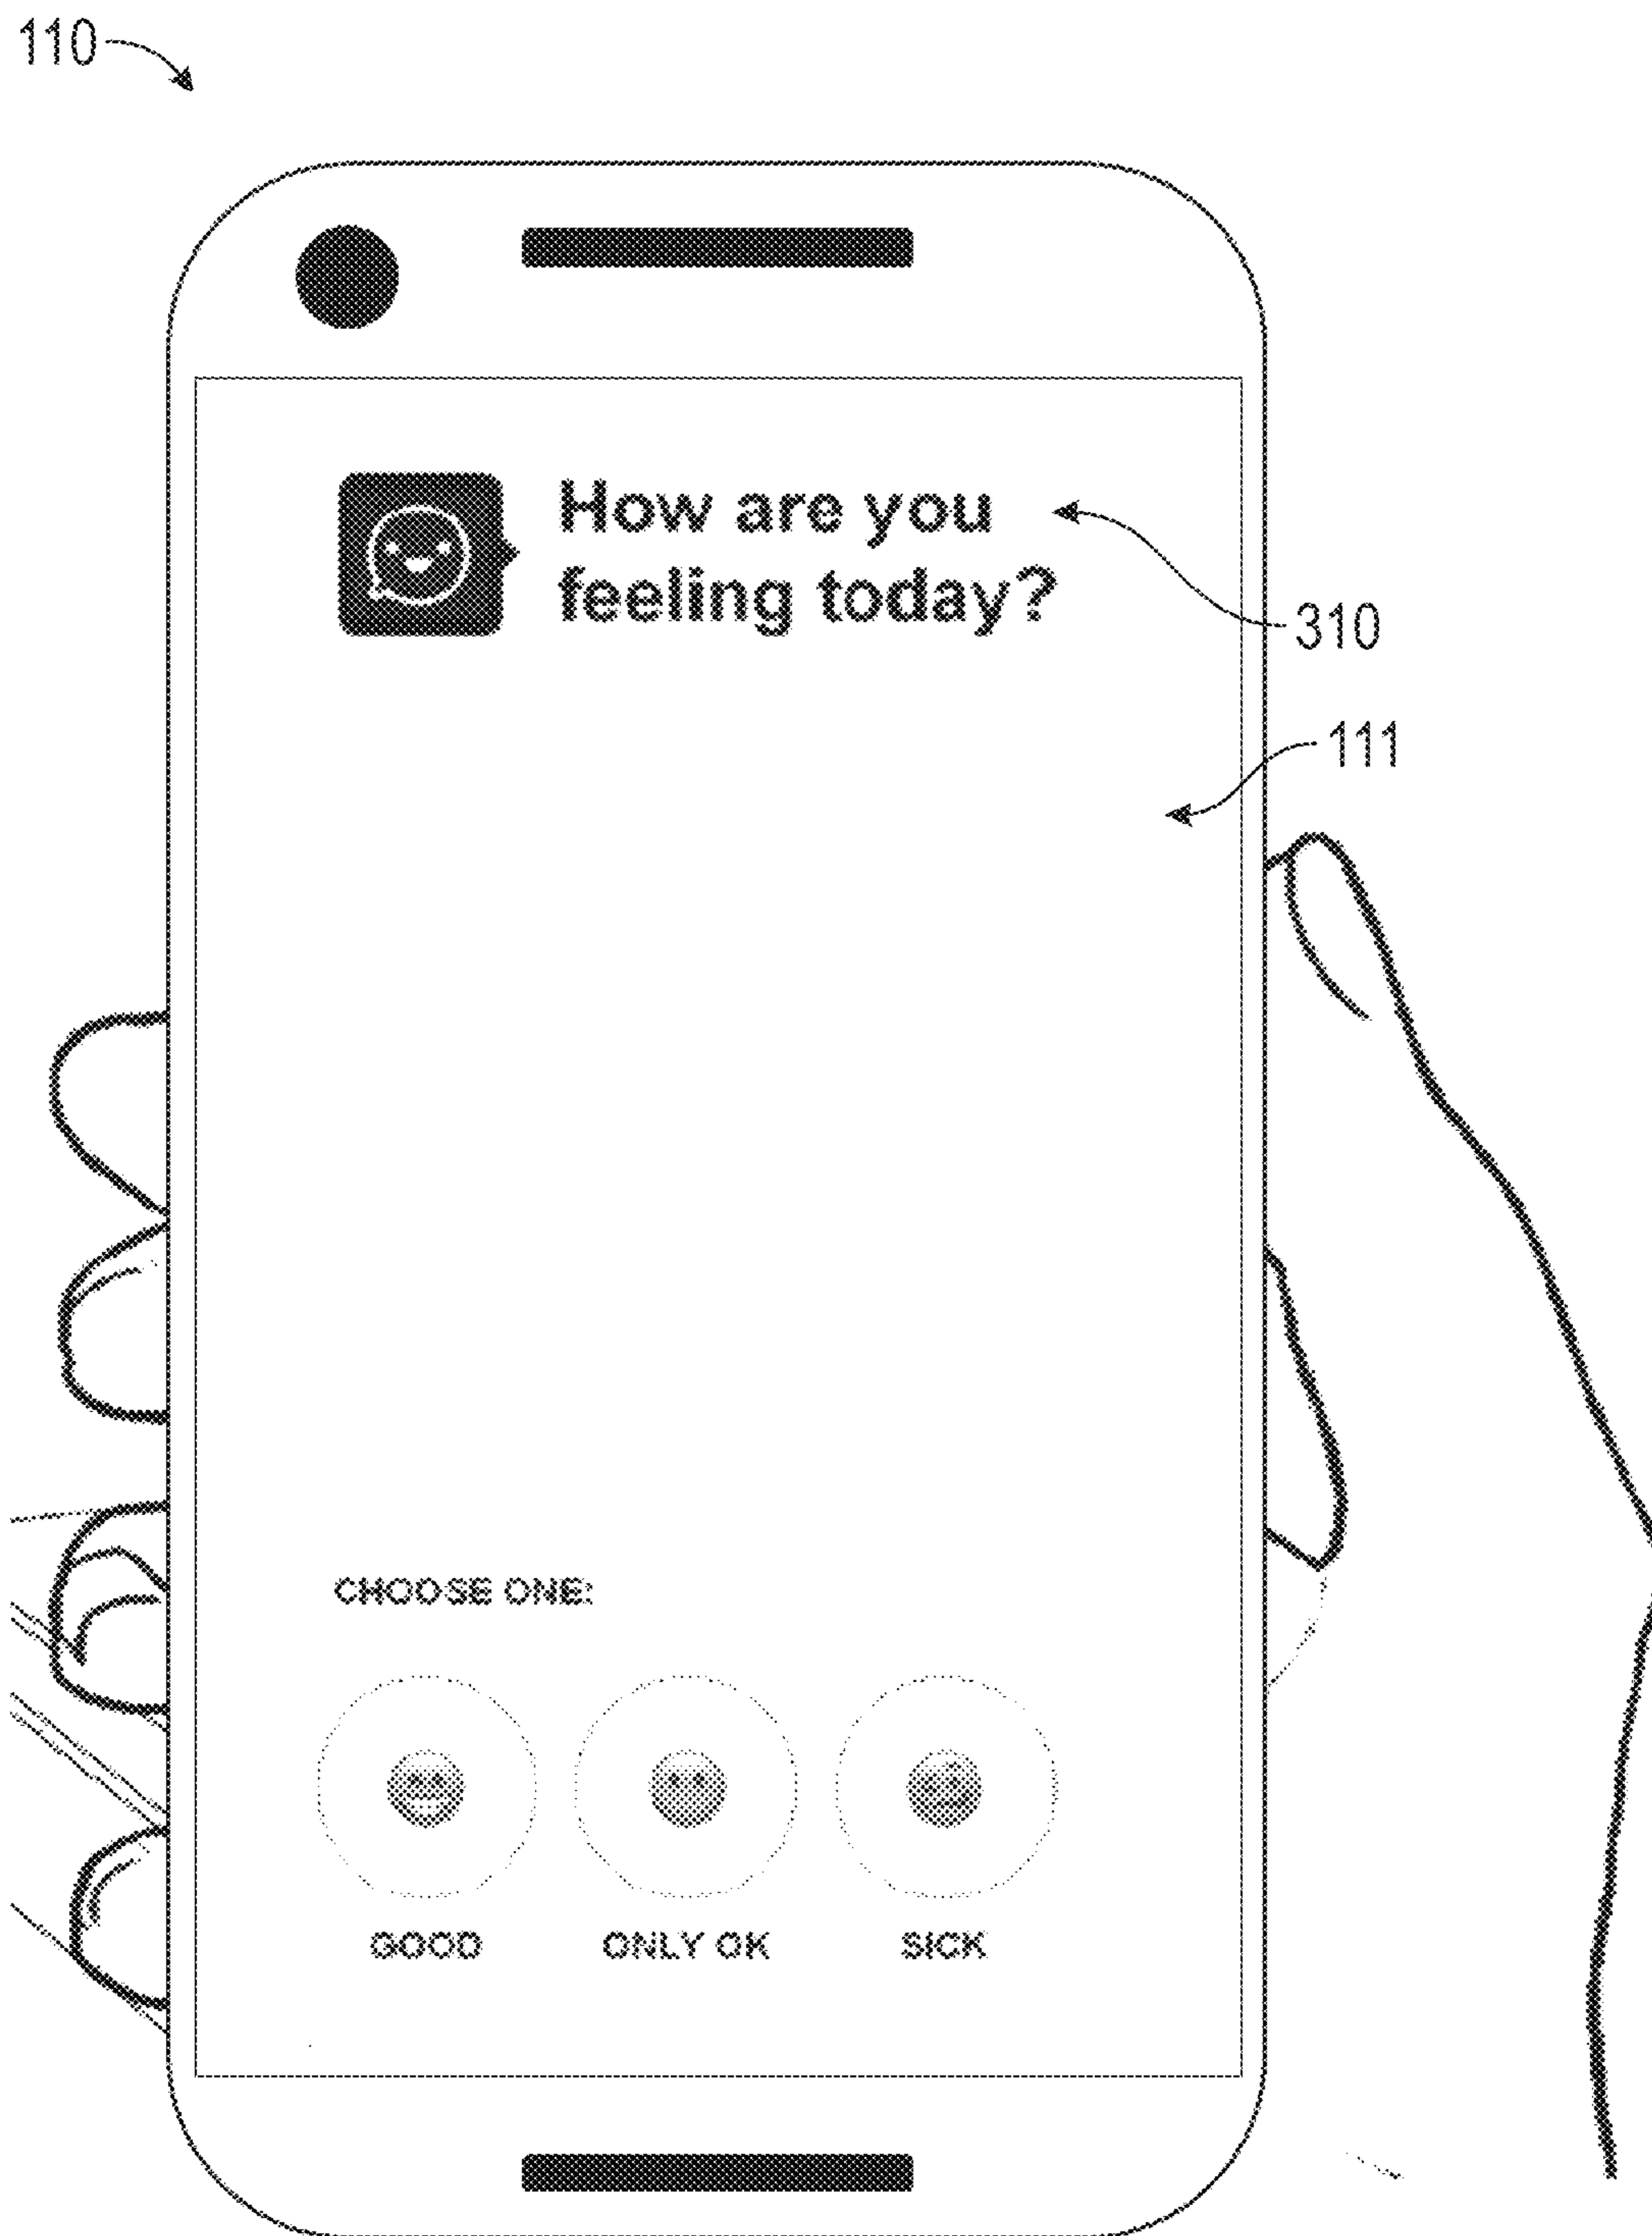 110
How are you
feeling today?
310
111
CHOOSE ONE:
GOOD
ONLY OK
SICK